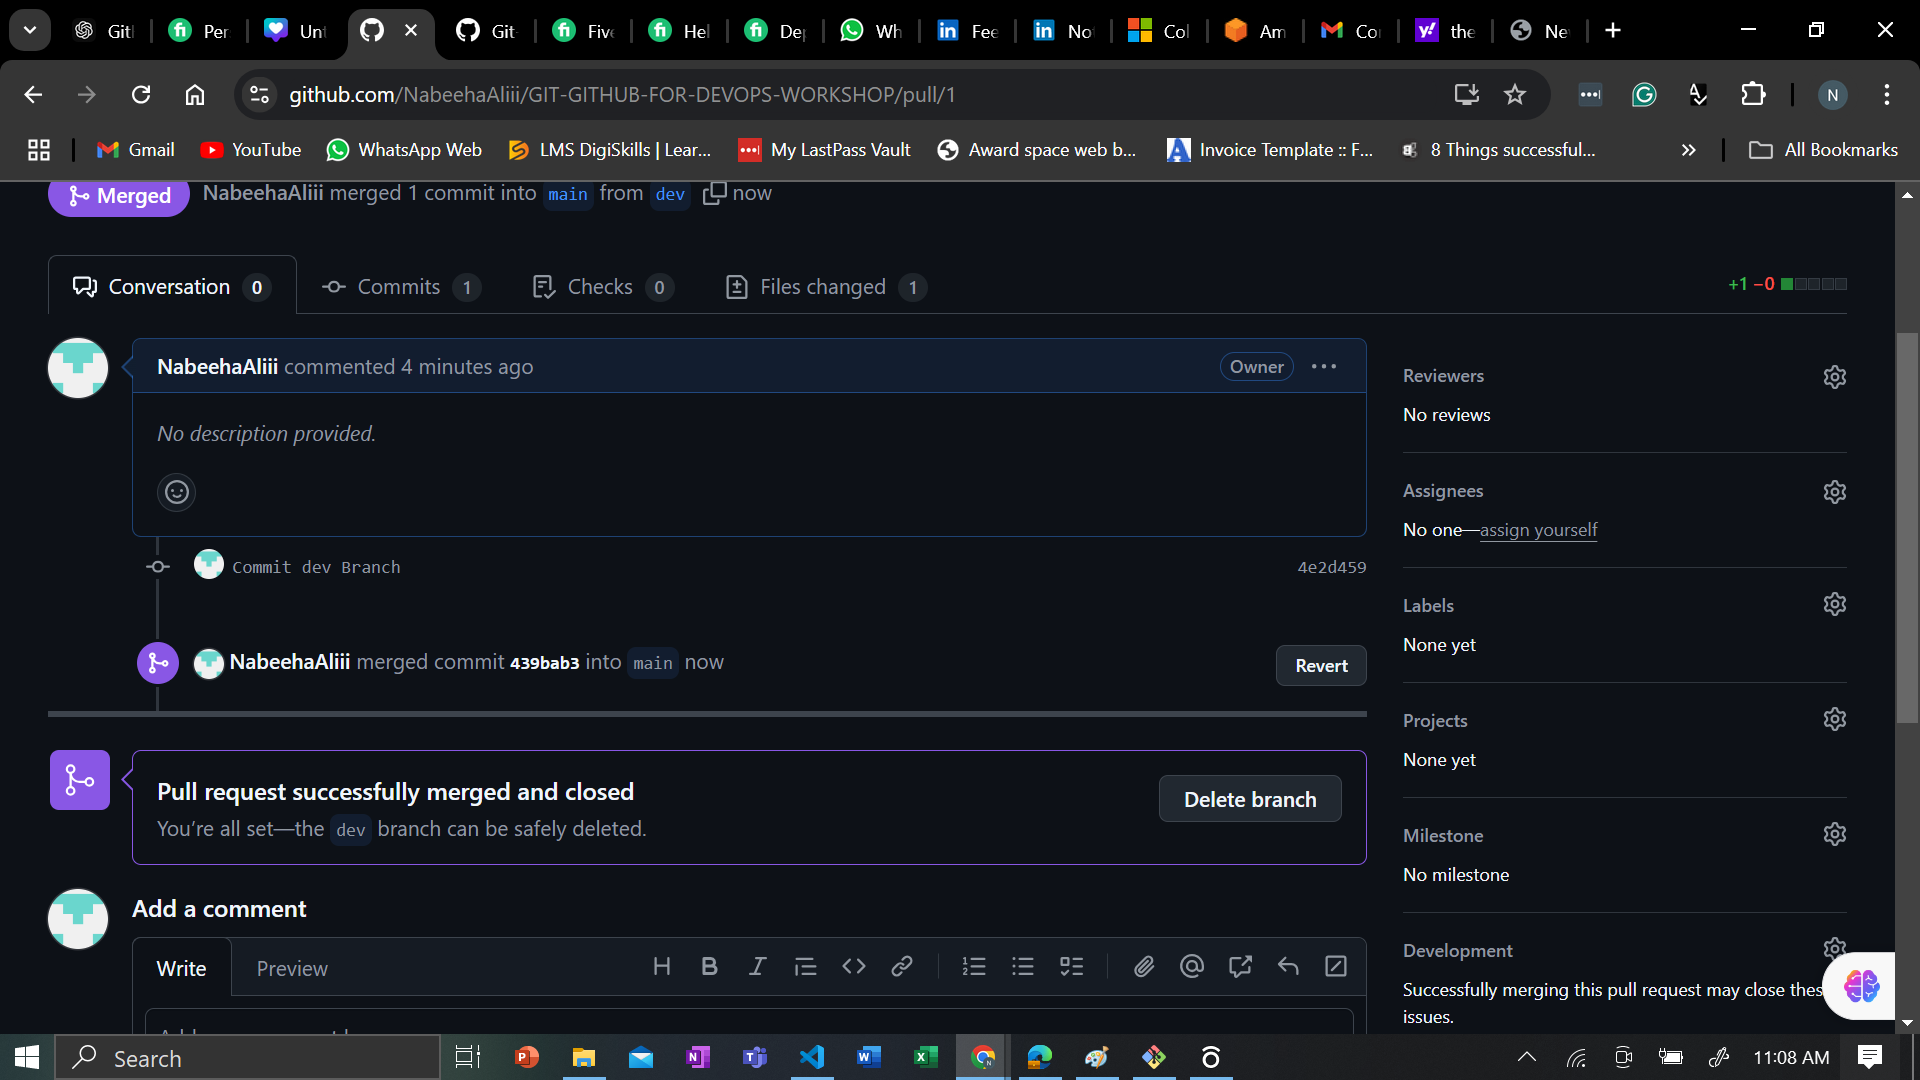 Git
Per
Unt
Git
Five
Hel
Dep
Wh
Fee
No
Col
Am
Co
the
Ne
github.com/NabeehaAliii/GIT-GITHUB-FOR-DEVOPS-WORKSHOP/pull/1
N
Gmail
YouTube
WhatsApp Web
LMS DigiSkills | Lear...
My LastPass Vault
Award space web b...
Invoice Template :: F...
8 Things successful...
All Bookmarks
Merged NabeehaAliii merged 1 commit into main from dev now
Conversation 0
Commits 1
Checks 0
Files changed 1
+1 −0
NabeehaAliii commented 4 minutes ago
Owner
No description provided.
Commit dev Branch
4e2d459
NabeehaAliii merged commit 439bab3 into main now
Revert
Pull request successfully merged and closed
You’re all set—the dev branch can be safely deleted.
Delete branch
Add a comment
Write
Preview
Reviewers
No reviews
Assignees
No one—assign yourself
Labels
None yet
Projects
None yet
Milestone
No milestone
Development
Successfully merging this pull request may close thes
issues.
Search
11:08 AM